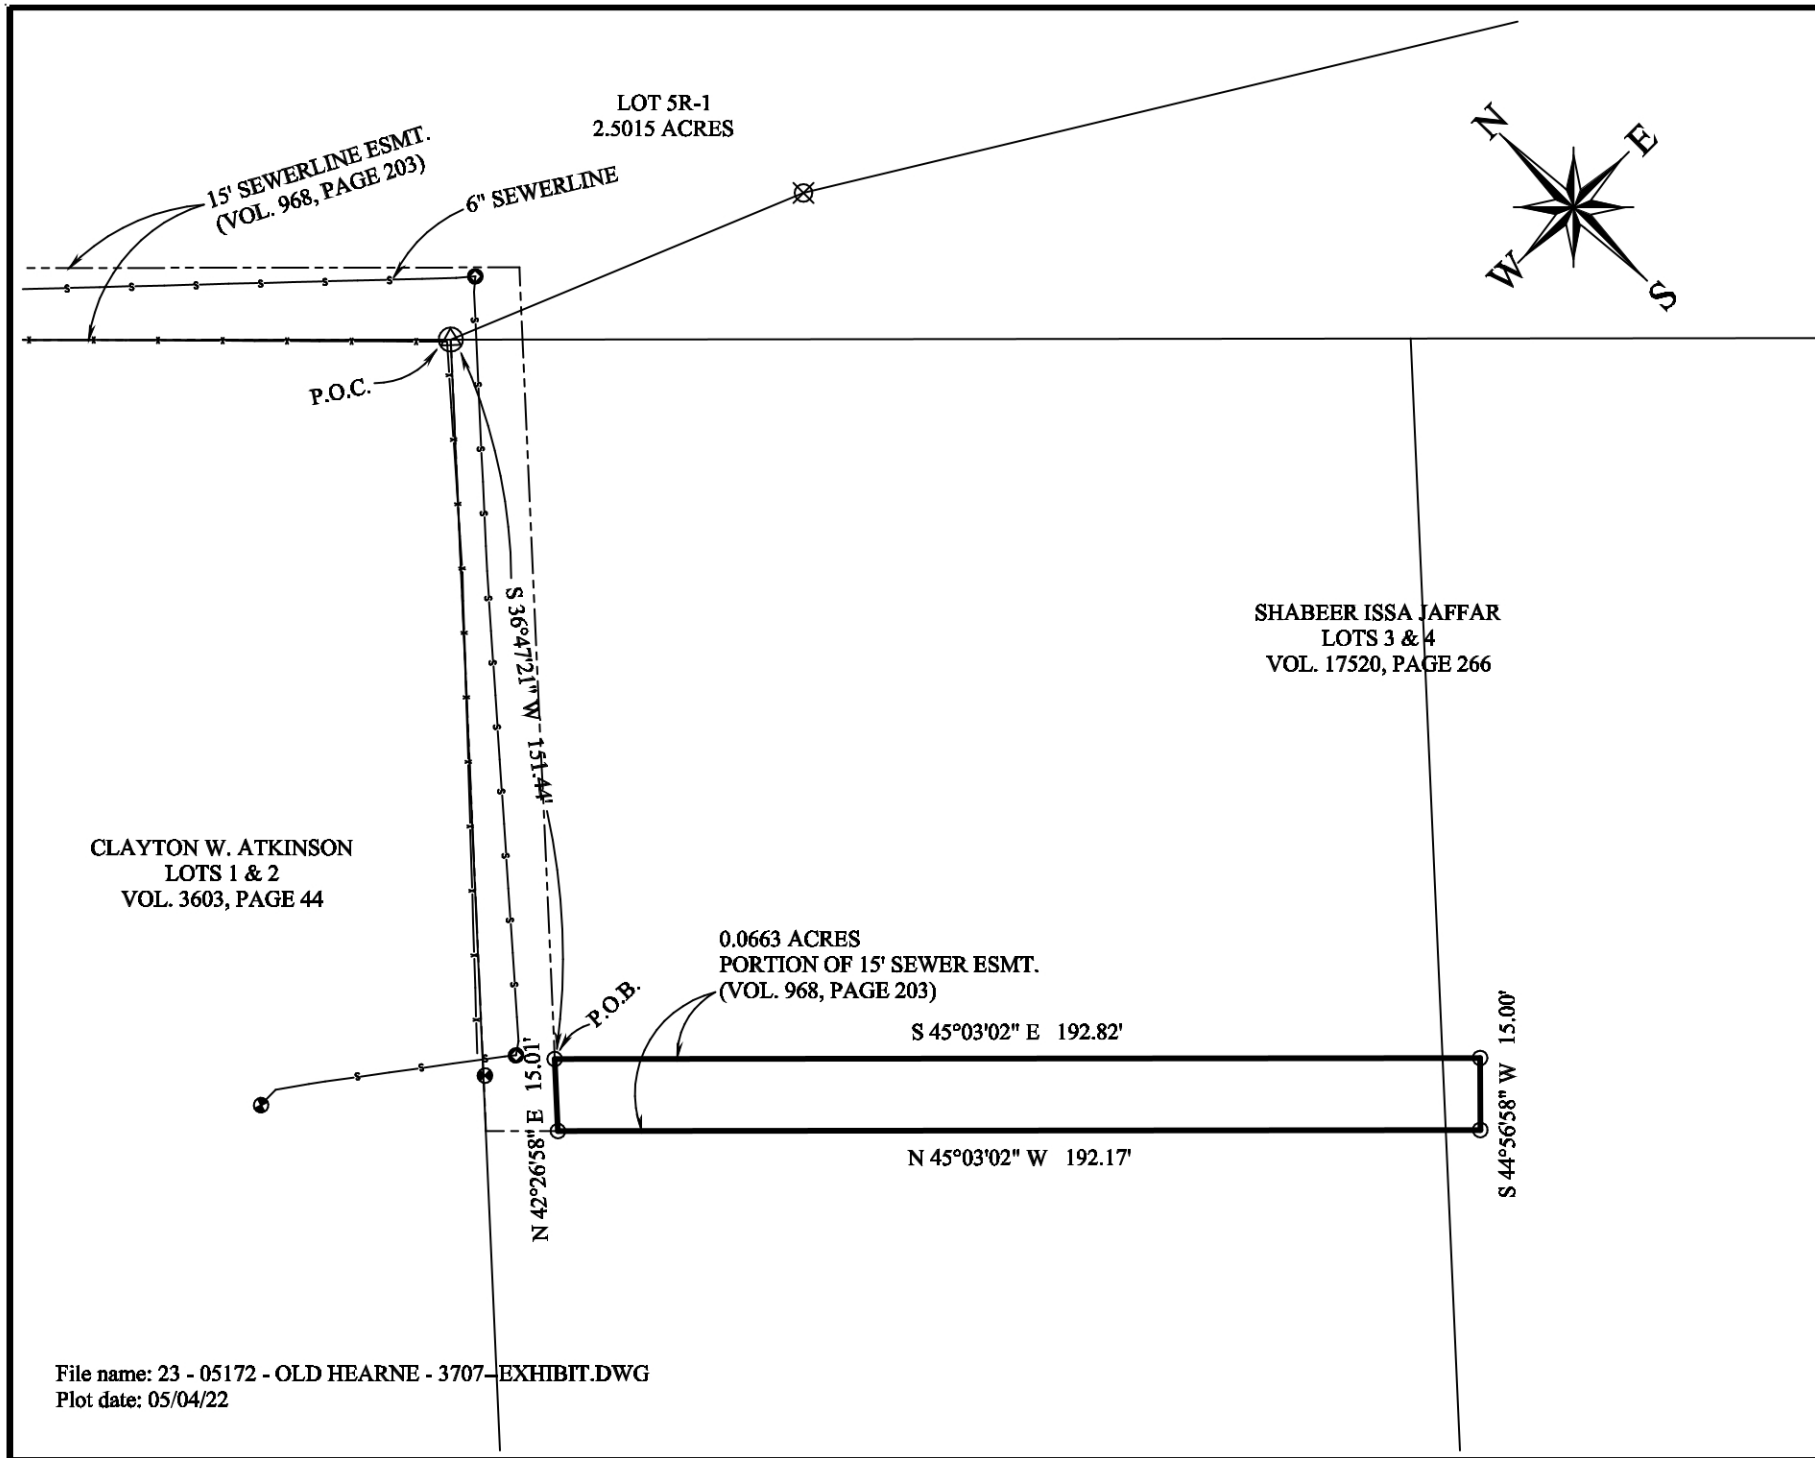 LOT 5R-1
2.5015 ACRES
15' SEWERLINE ESMT.
(VOL. 968, PAGE 203)
6" SEWERLINE
N
E
W
S
P.O.C.
S 36°47'21" W 151.44'
SHABEER ISSA JAFFAR
LOTS 3 & 4
VOL. 17520, PAGE 266
CLAYTON W. ATKINSON
LOTS 1 & 2
VOL. 3603, PAGE 44
0.0663 ACRES
PORTION OF 15' SEWER ESMT.
(VOL. 968, PAGE 203)
P.O.B.
S 45°03'02" E 192.82'
S 44°56'58" W 15.00'
N 42°26'58" E 15.01'
N 45°03'02" W 192.17'
File name: 23 - 05172 - OLD HEARNE - 3707-EXHIBIT.DWG
Plot date: 05/04/22